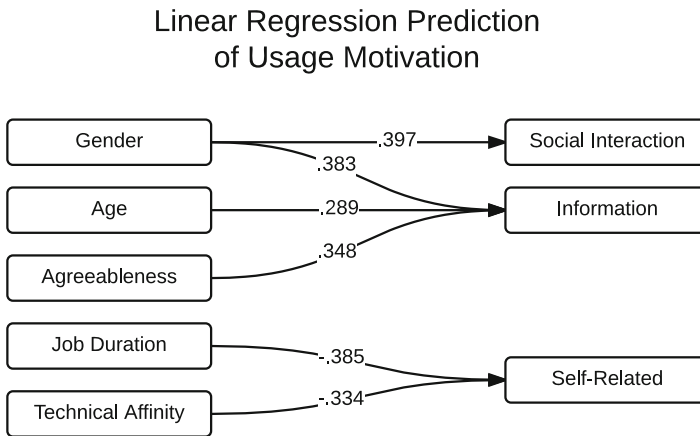 Linear Regression Prediction
of Usage Motivation
Gender
.397
Social Interaction
.383
Age
.289
Information
.348
Agreeableness
Job Duration
-.385
Self-Related
-.334
Technical Affinity